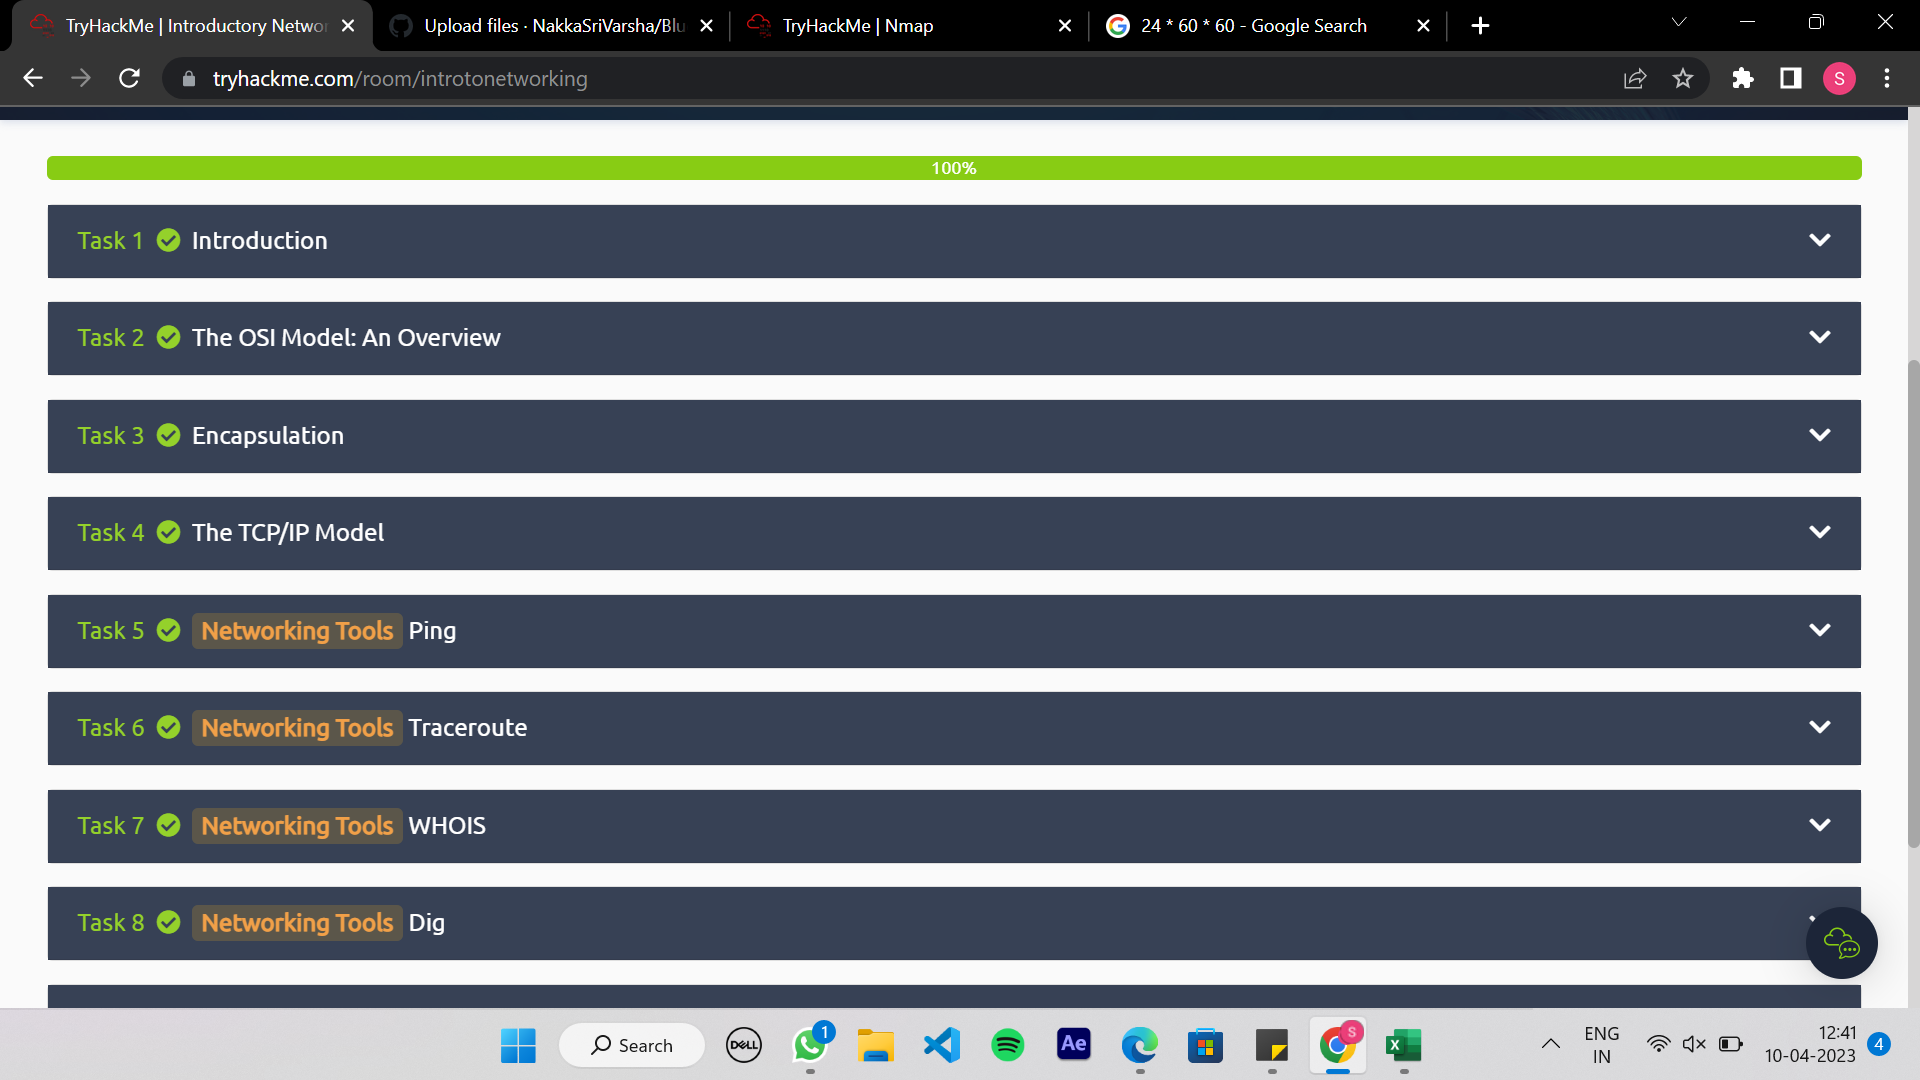 TryHackMe | Introductory Networ
Upload files · NakkaSriVarsha/Blu
TryHackMe | Nmap
24 * 60 * 60 - Google Search
tryhackme.com/room/introtonetworking
S
100%
Task 1 Introduction
Task 2 The OSI Model: An Overview
Task 3 Encapsulation
Task 4 The TCP/IP Model
Task 5 Networking Tools Ping
Task 6 Networking Tools Traceroute
Task 7 Networking Tools WHOIS
Task 8 Networking Tools Dig
Search
DELL
1
Ae
S
X
ENG
IN
12:41
10-04-2023
4